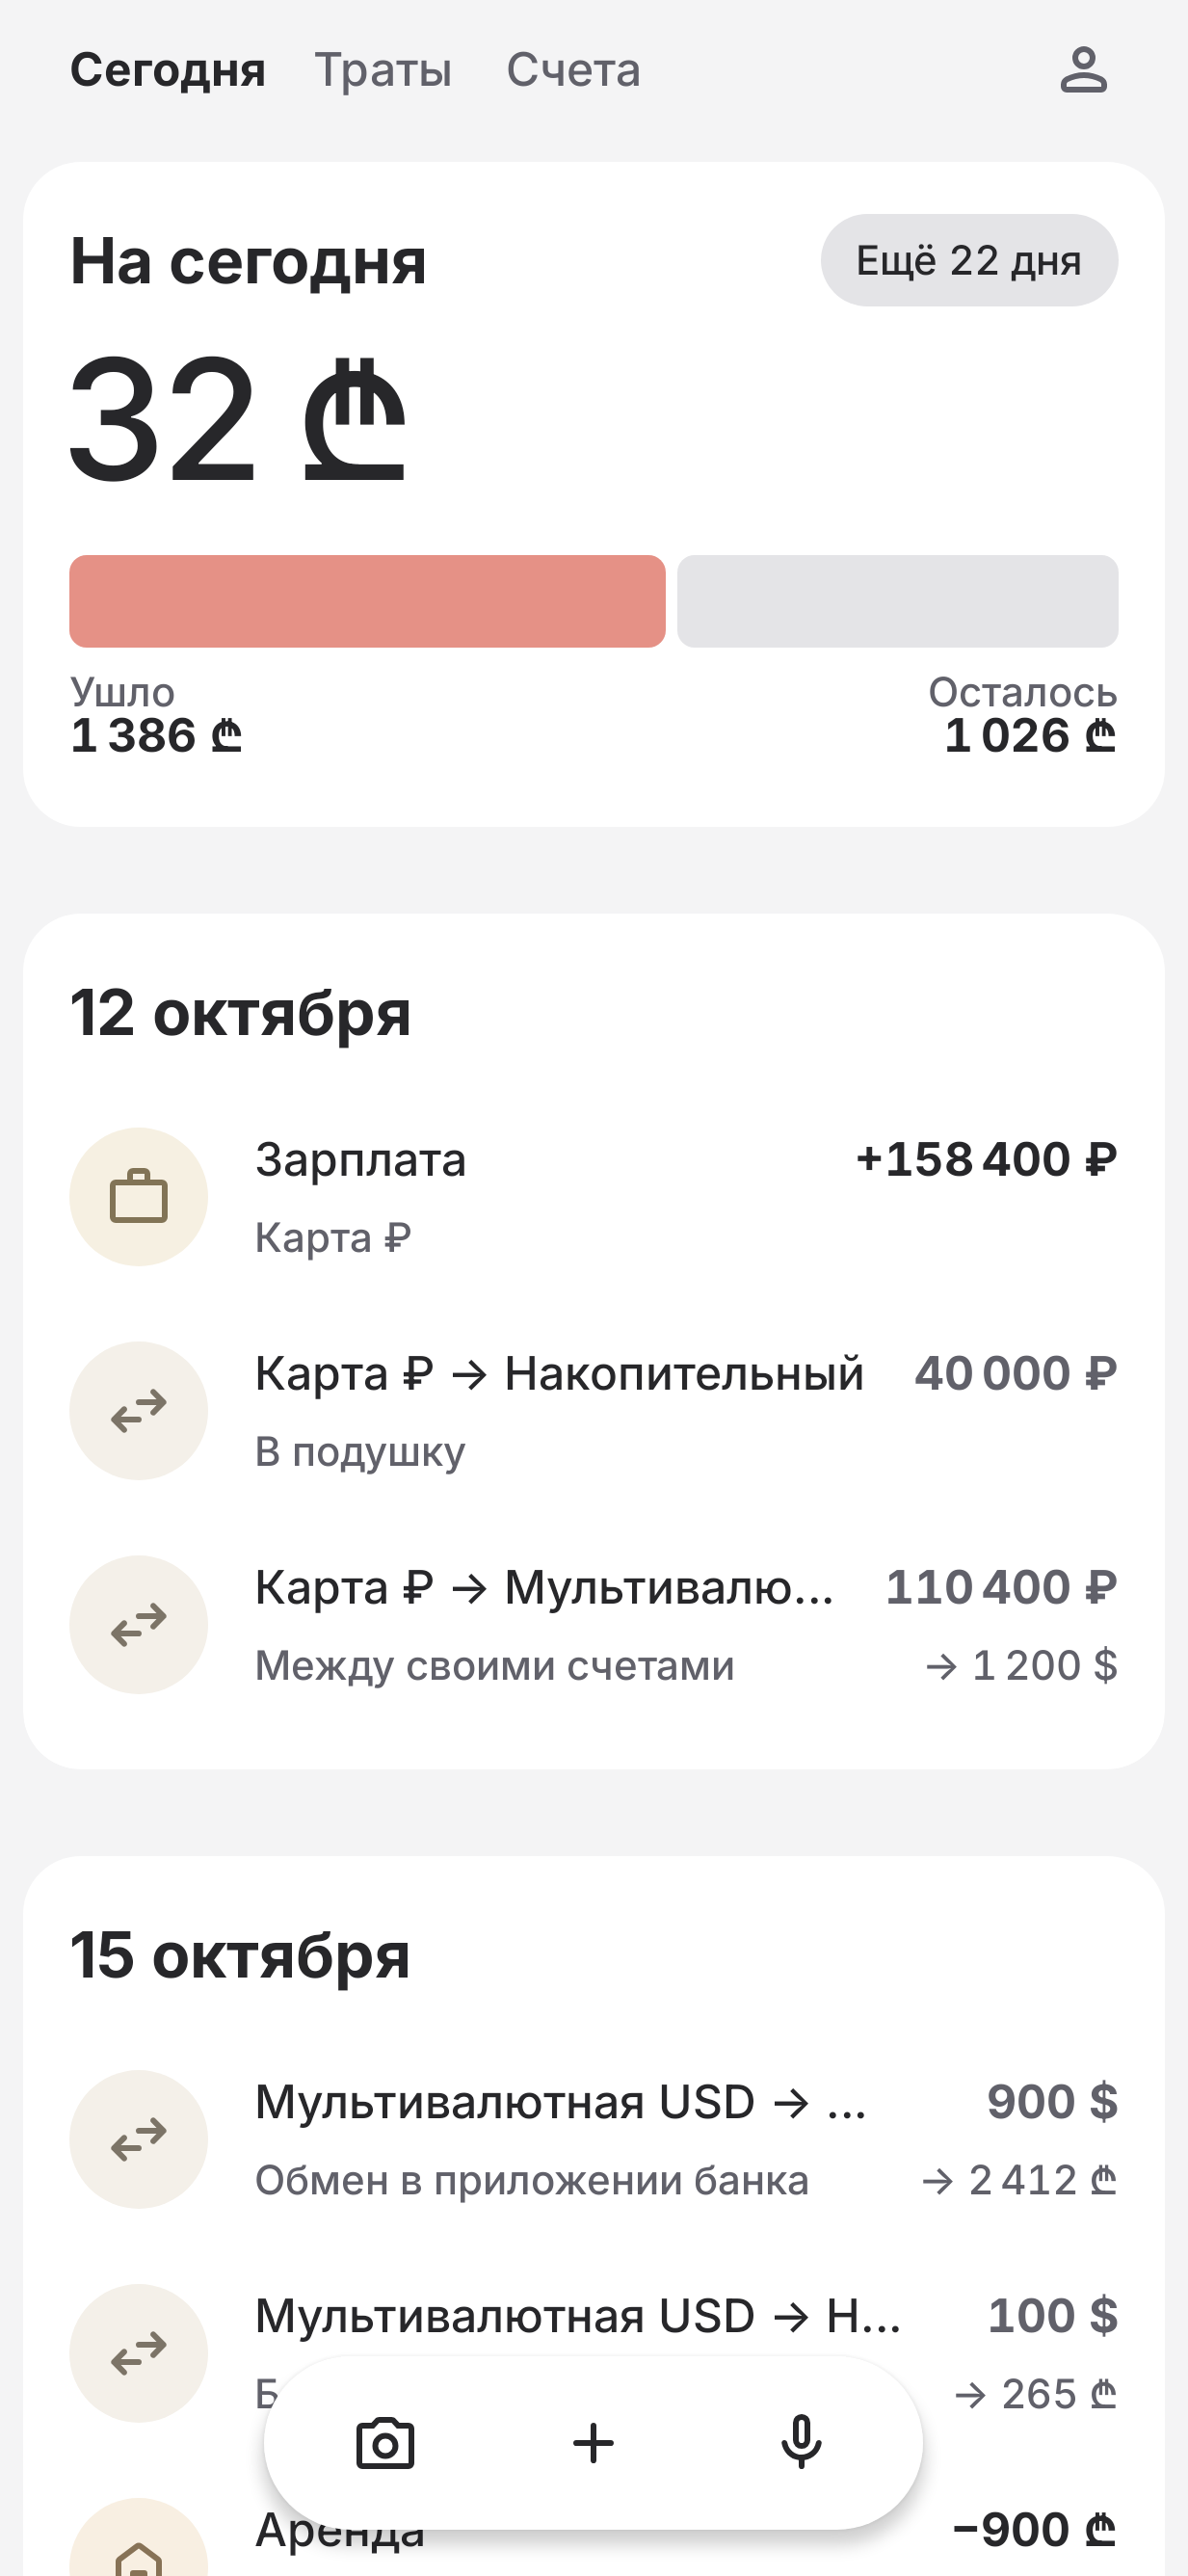 Сегодня Траты Счета
На сегодня
Ещё 22 дня
32 ₾
Ушло
1 386 ₾
Осталось
1 026 ₾
12 октября
Зарплата
+158 400 ₽
Карта ₽
Карта ₽ → Накопительный
40 000 ₽
В подушку
Карта ₽ → Мультивалю...
110 400 ₽
Между своими счетами
→ 1 200 $
15 октября
Мультивалютная USD → ...
900 $
Обмен в приложении банка
→ 2 412 ₾
Мультивалютная USD → Н...
100 $
→ 265 ₾
Аренда
−900 ₾